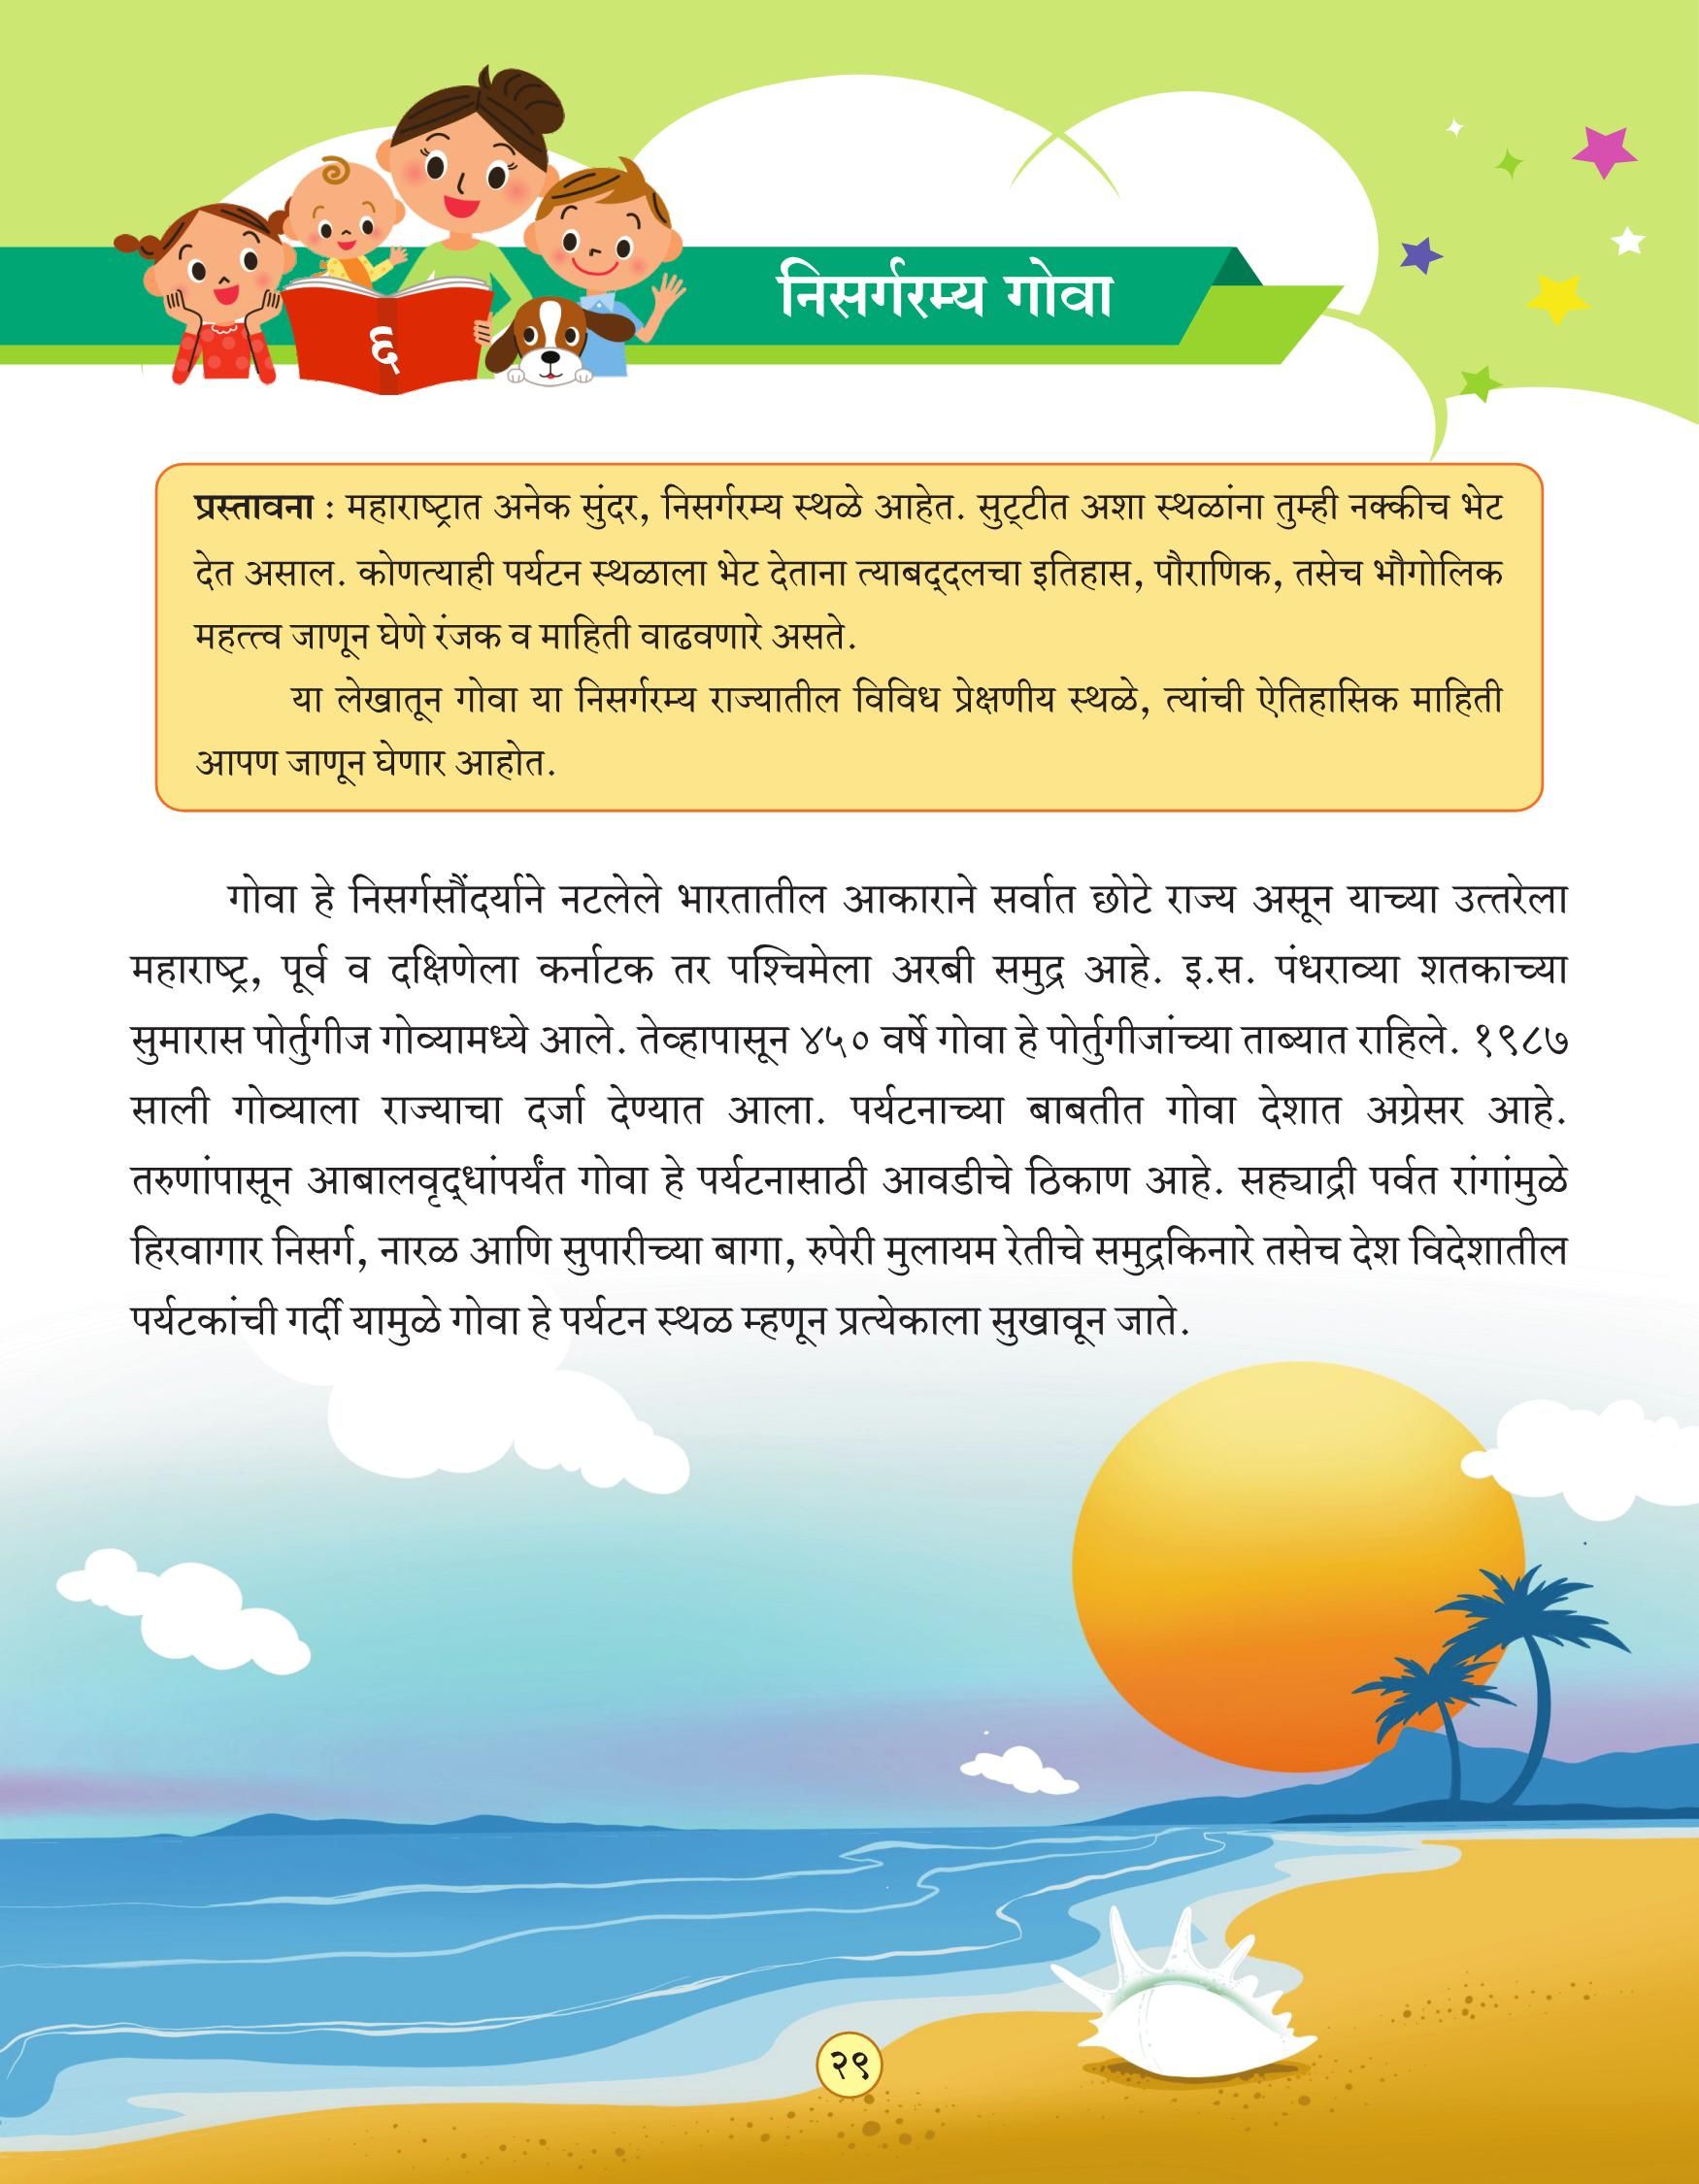 निसर्गरम्य गोवा
६
प्रस्तावना : महाराष्ट्रात अनेक सुंदर, निसर्गरम्य स्थळे आहेत. सुट्टीत अशा स्थळांना तुम्ही नक्कीच भेट
देत असाल. कोणत्याही पर्यटन स्थळाला भेट देताना त्याबद्दलचा इतिहास, पौराणिक, तसेच भौगोलिक
महत्त्व जाणून घेणे रंजक व माहिती वाढवणारे असते.
या लेखातून गोवा या निसर्गरम्य राज्यातील विविध प्रेक्षणीय स्थळे, त्यांची ऐतिहासिक माहिती
आपण जाणून घेणार आहोत.
गोवा हे निसर्गसौंदर्याने नटलेले भारतातील आकाराने सर्वात छोटे राज्य असून याच्या उत्तरेला
महाराष्ट्र, पूर्व व दक्षिणेला कर्नाटक तर पश्चिमेला अरबी समुद्र आहे. इ.स. पंधराव्या शतकाच्या
सुमारास पोर्तुगीज गोव्यामध्ये आले. तेव्हापासून ४५० वर्षे गोवा हे पोर्तुगीजांच्या ताब्यात राहिले. १९८७
साली गोव्याला राज्याचा दर्जा देण्यात आला. पर्यटनाच्या बाबतीत गोवा देशात अग्रेसर आहे.
तरुणांपासून आबालवृद्धांपर्यंत गोवा हे पर्यटनासाठी आवडीचे ठिकाण आहे. सह्याद्री पर्वत रांगांमुळे
हिरवागार निसर्ग, नारळ आणि सुपारीच्या बागा, रुपेरी मुलायम रेतीचे समुद्रकिनारे तसेच देश विदेशातील
पर्यटकांची गर्दी यामुळे गोवा हे पर्यटन स्थळ म्हणून प्रत्येकाला सुखावून जाते.
२९